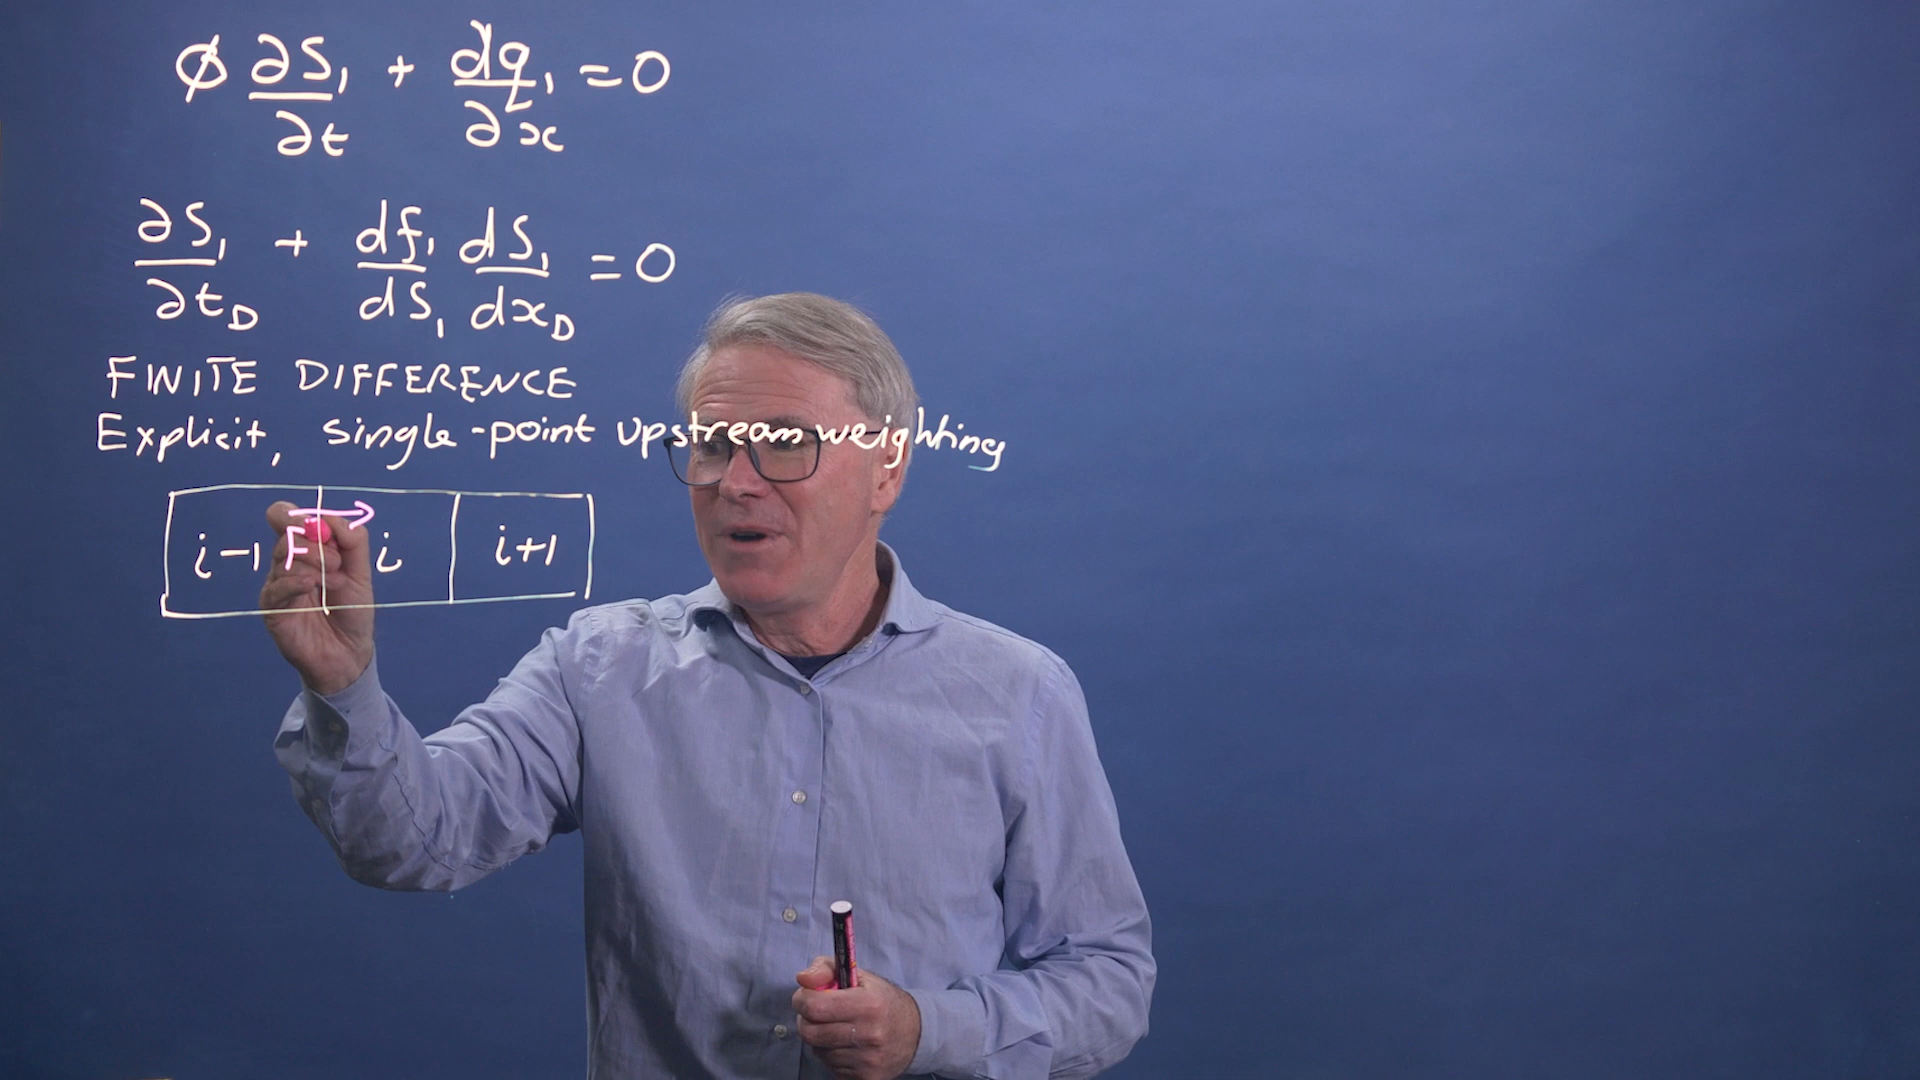 φ ∂S₁/∂t + ∂q₁/∂x = 0
∂S₁/∂t_D + df₁/dS₁ dS₁/dx_D = 0
FINITE DIFFERENCE
Explicit, single-point upstream weighting
i-1 F i i+1